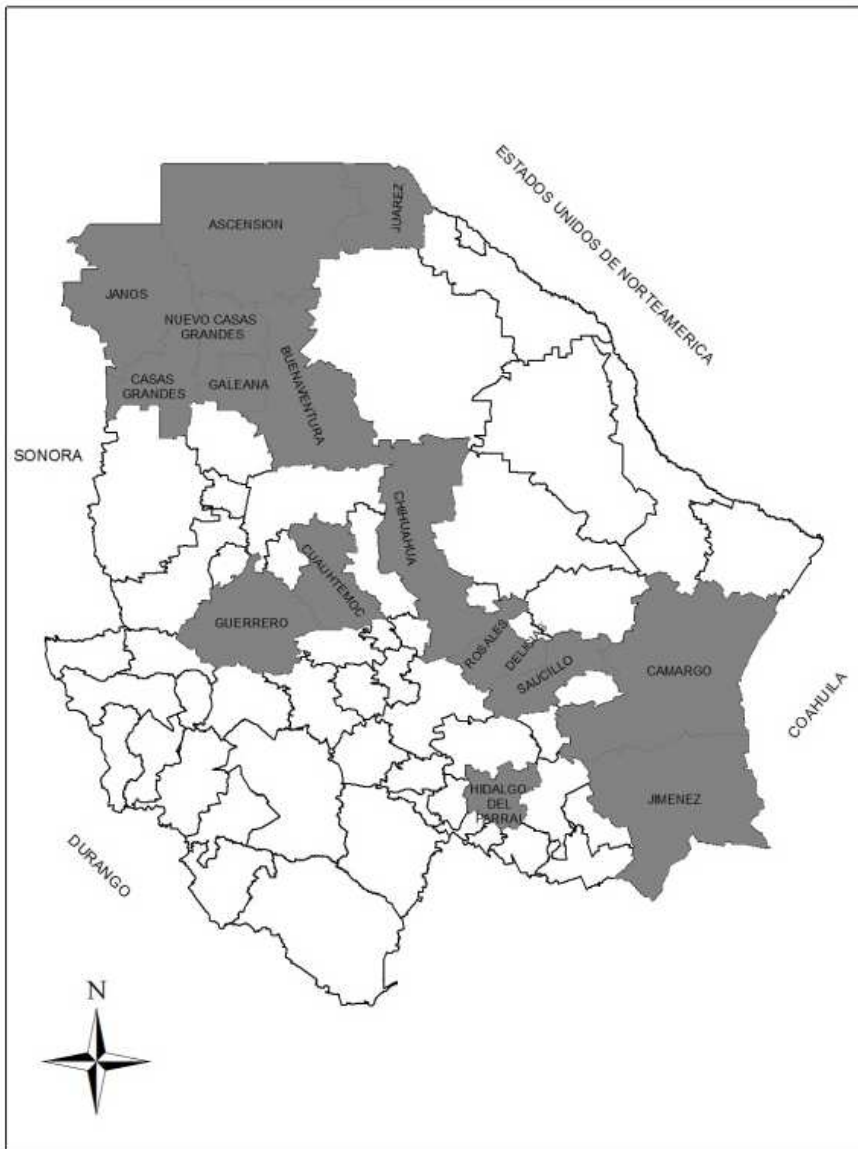 ESTADOS UNIDOS DE NORTEAMERICA
JUAREZ
ASCENSION
JANOS
NUEVO CASAS
GRANDES
BUENAVENTURA
CASAS
GRANDES
GALEANA
SONORA
CHIHUAHUA
CUAUHTEMOC
GUERRERO
ROSALES
SAUCILLO
CAMARGO
COAHUILA
HIDALGO
DEL
PARRAL
JIMENEZ
DURANGO
N